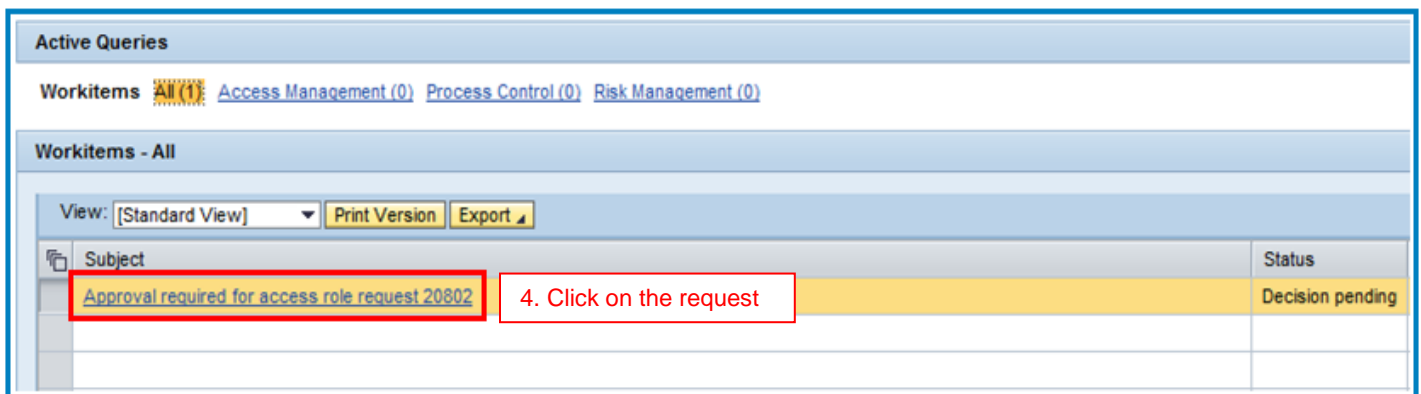 Active Queries
Workitems All (1) Access Management (0) Process Control (0) Risk Management (0)
Workitems - All
View: [Standard View] Print Version Export
Subject Status
Approval required for access role request 20802 4. Click on the request Decision pending